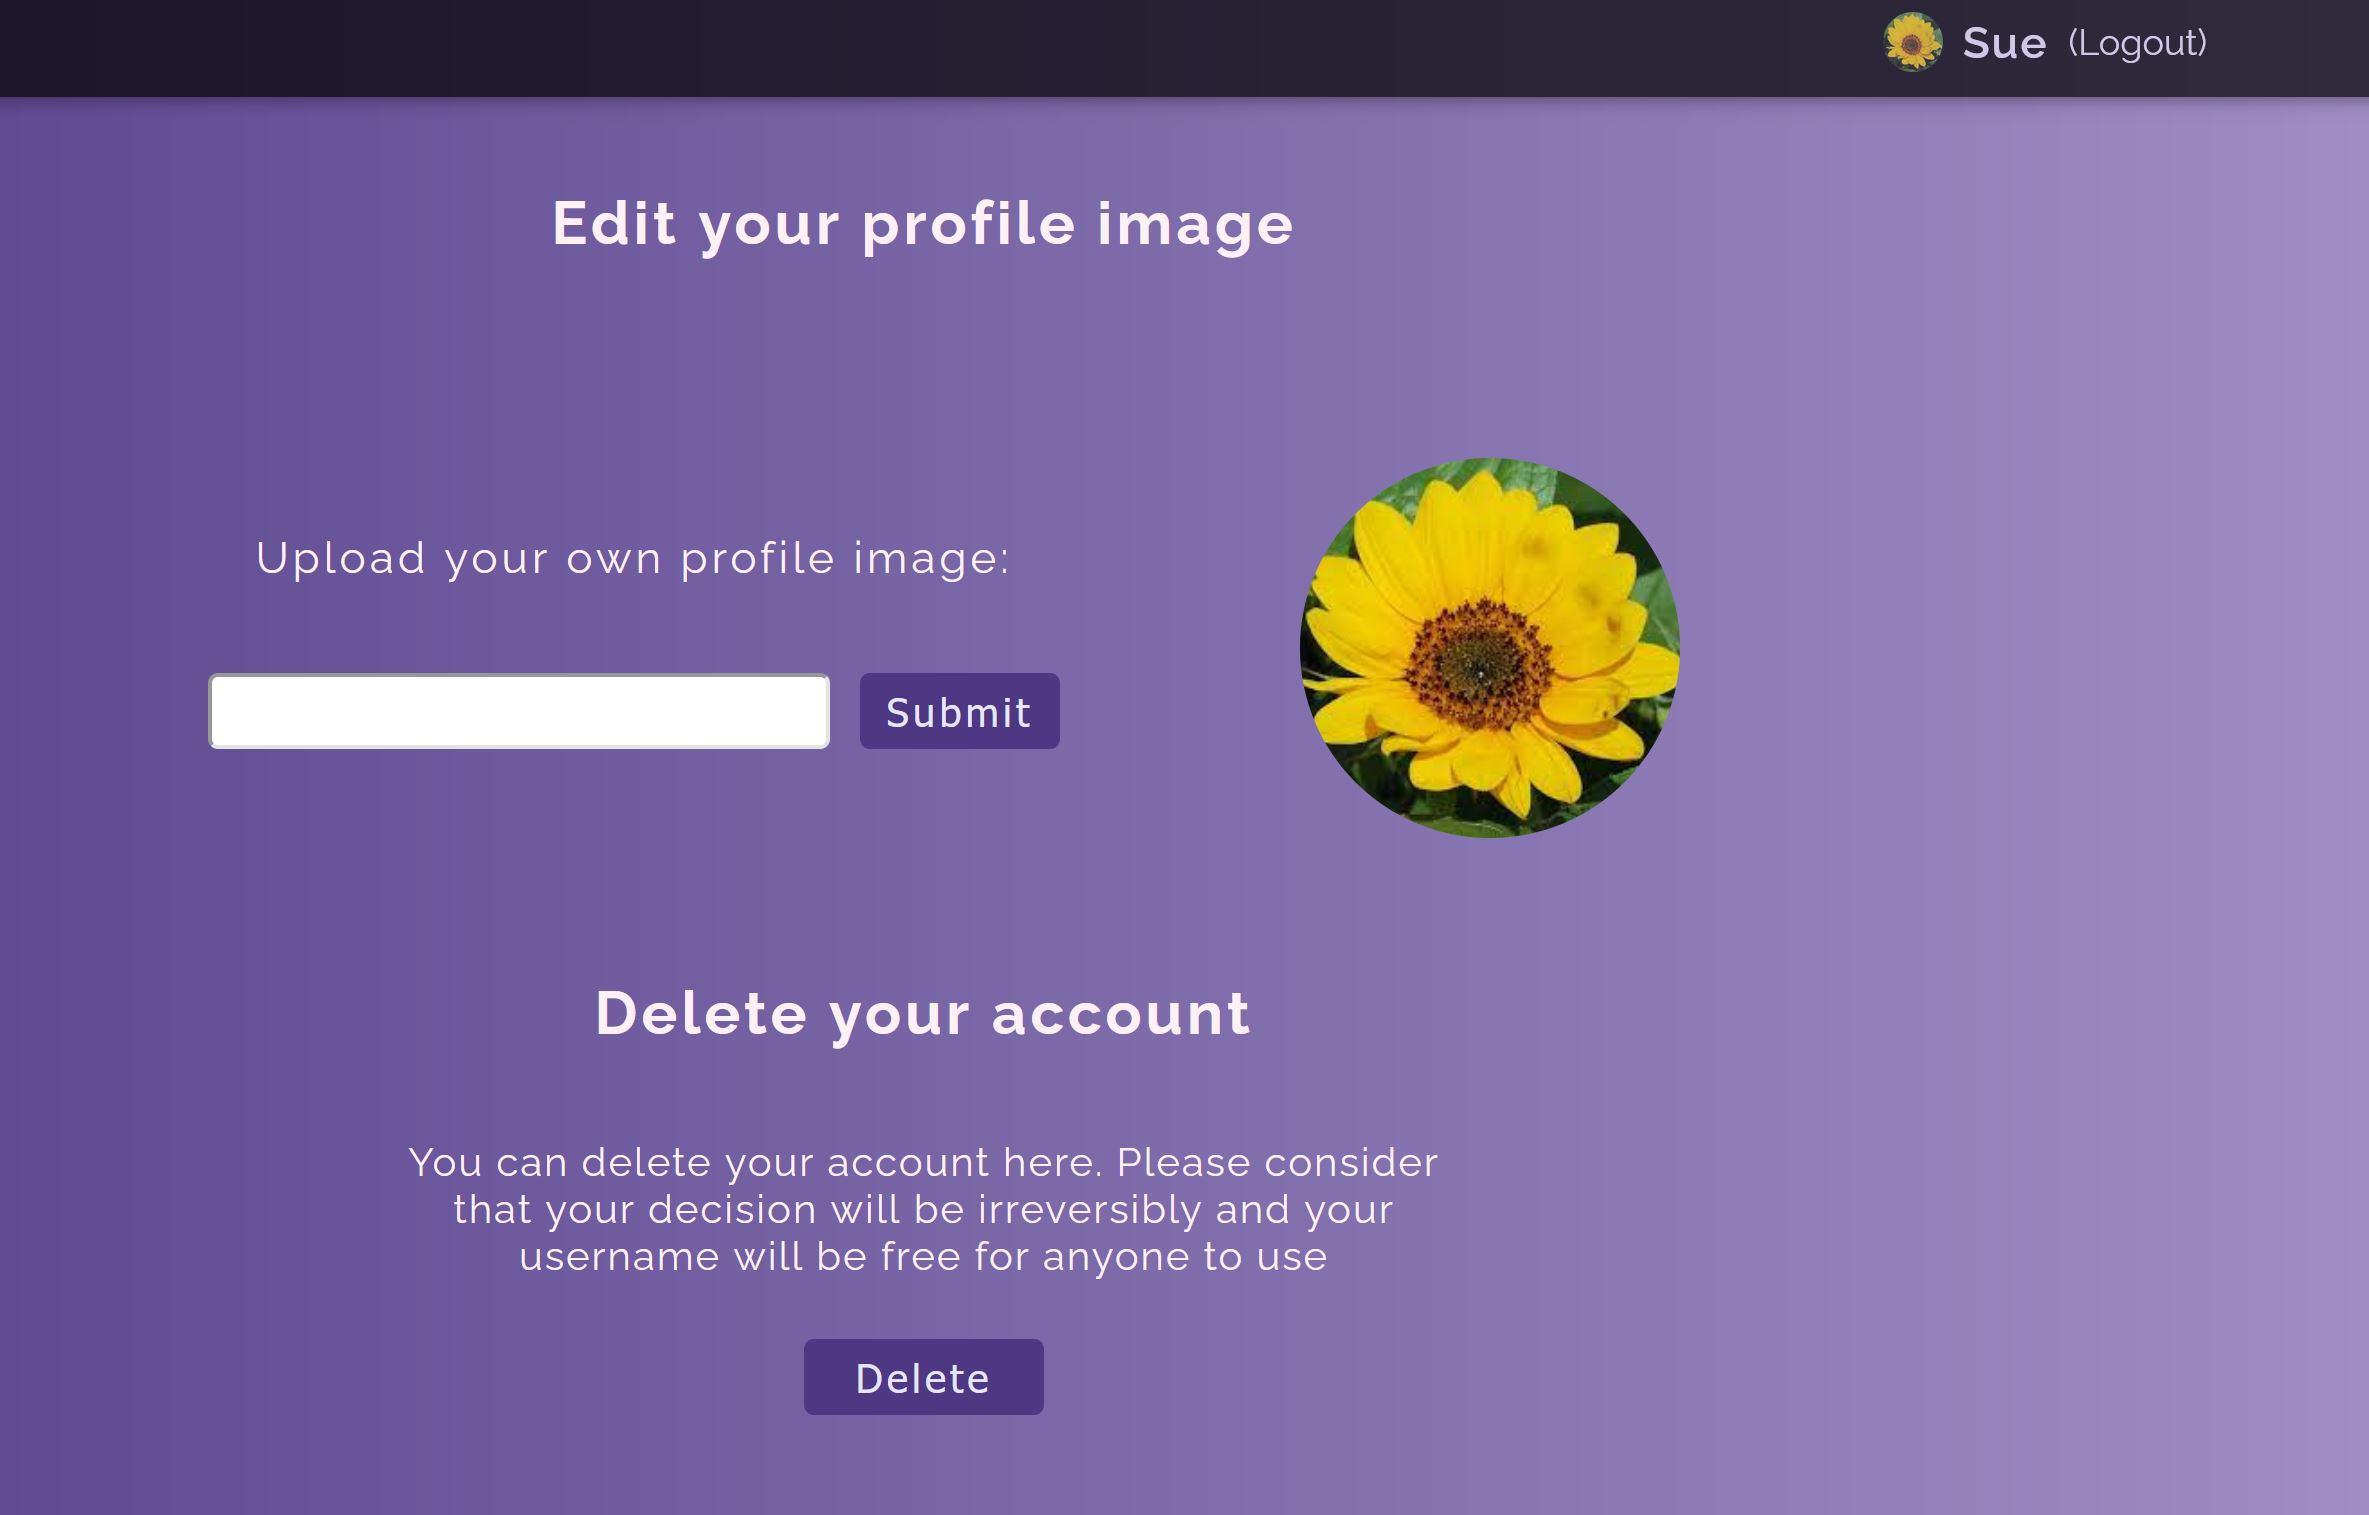 Sue (Logout)
Edit your profile image
Upload your own profile image:
Submit
Delete your account
You can delete your account here. Please consider
that your decision will be irreversibly and your
username will be free for anyone to use
Delete